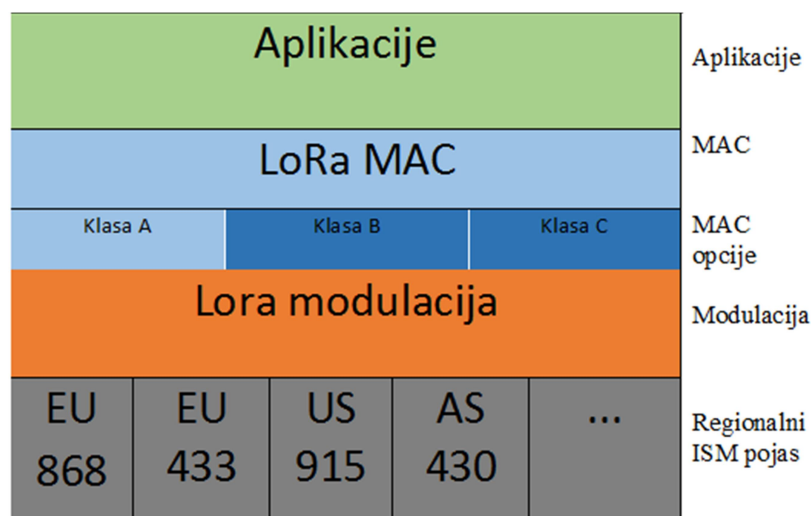 Aplikacije
Aplikacije
LoRa MAC
MAC
Klasa A
Klasa B
Klasa C
MAC
opcije
Lora modulacija
Modulacija
EU
868
EU
433
US
915
AS
430
...
Regionalni
ISM pojas